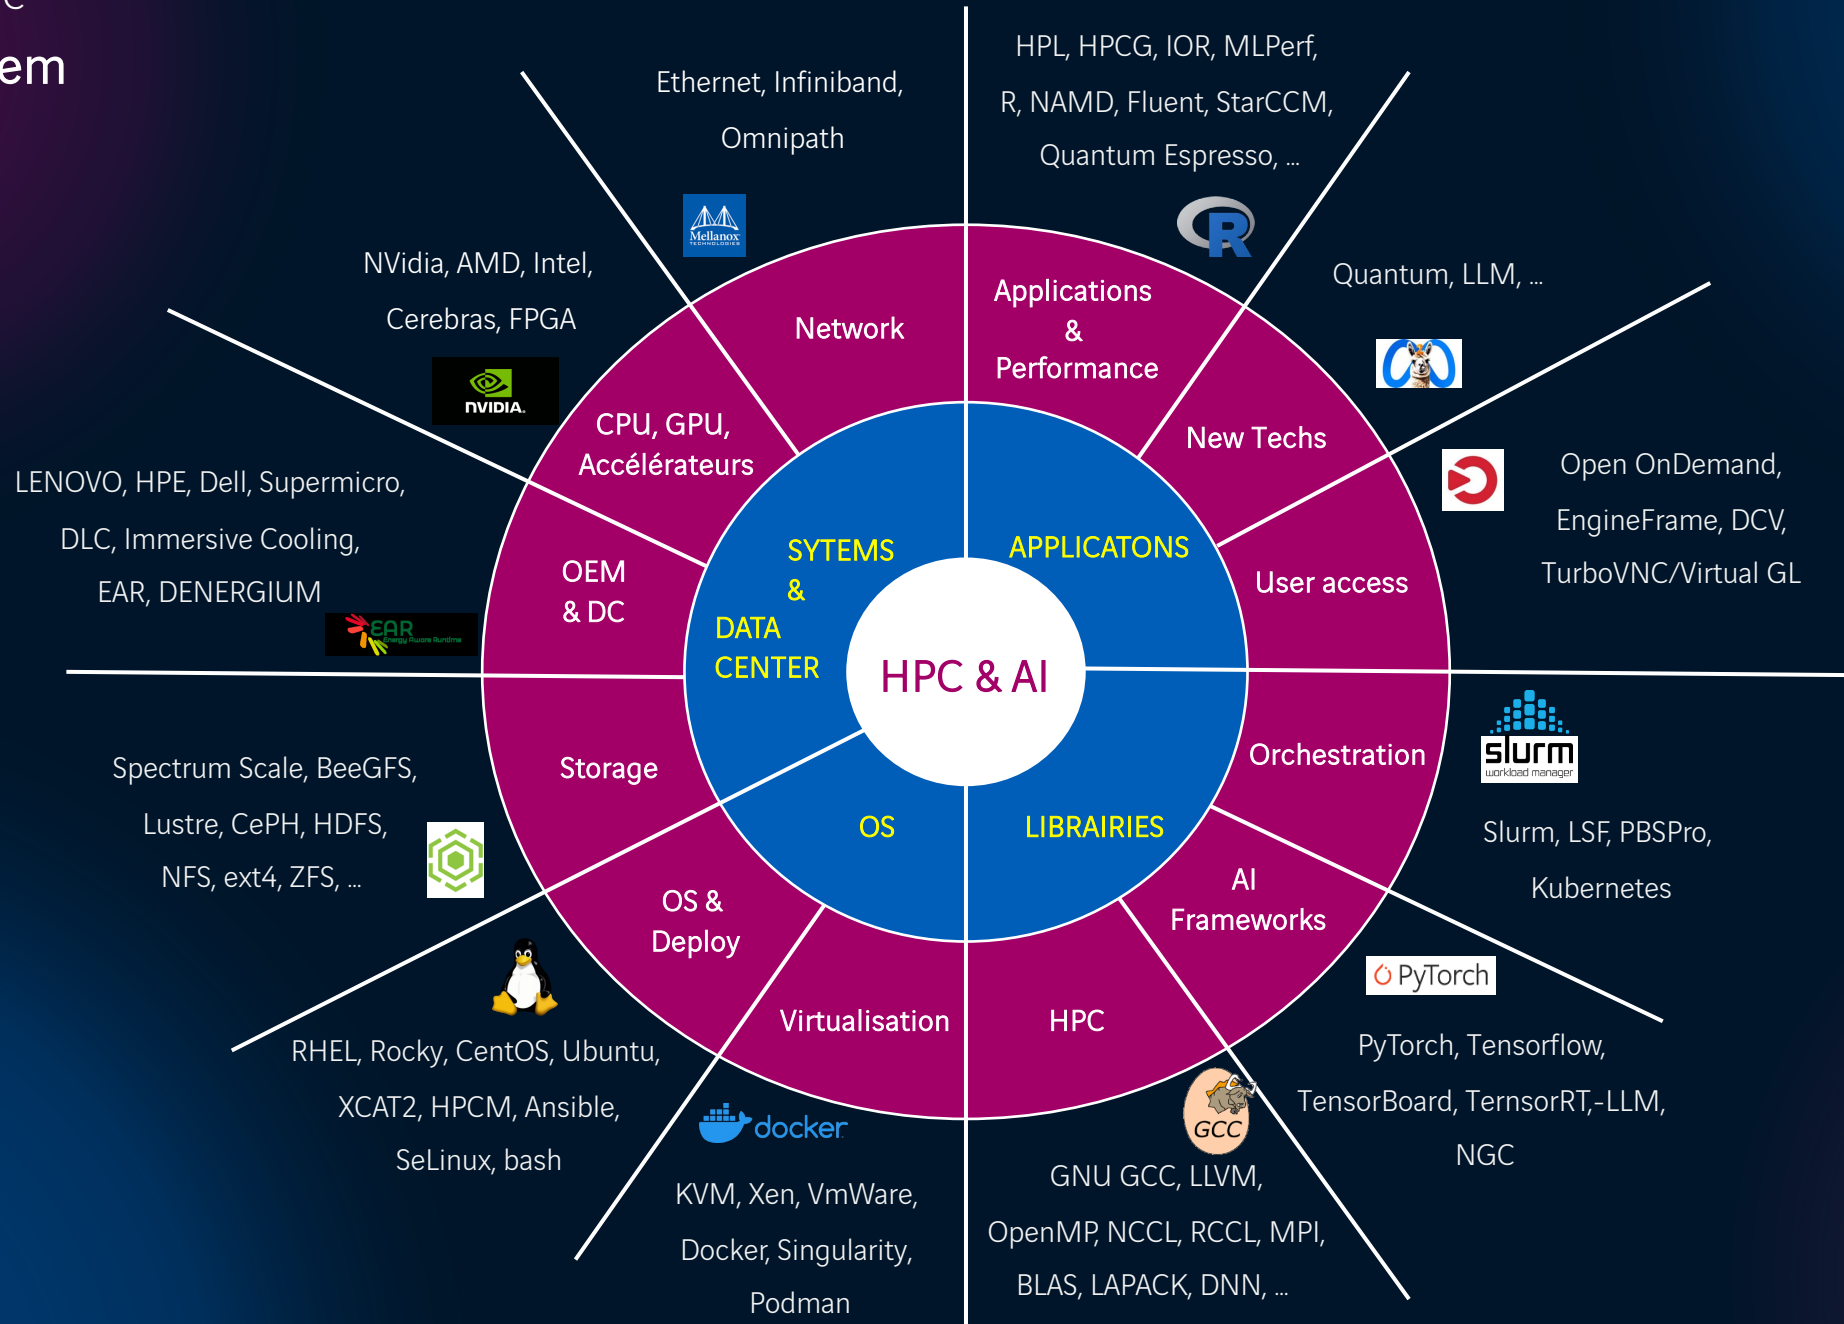 em
Ethernet, Infiniband,
Omnipath
Mellanox
TECHNOLOGIES
HPL, HPCG, IOR, MLPerf,
R, NAMD, Fluent, StarCCM,
Quantum Espresso, ...
R
NVidia, AMD, Intel,
Cerebras, FPGA
NVIDIA.
Quantum, LLM, ...
LENOVO, HPE, Dell, Supermicro,
DLC, Immersive Cooling,
EAR, DENERGIUM
EAR
Energy Aware Runtime
Open OnDemand,
EngineFrame, DCV,
TurboVNC/Virtual GL
Network
Applications
&
Performance
CPU, GPU,
Accélérateurs
New Techs
OEM
& DC
User access
SYTEMS
&
DATA
CENTER
APPLICATONS
HPC & AI
Storage
Orchestration
OS
LIBRAIRIES
OS &
Deploy
AI
Frameworks
Virtualisation
HPC
Spectrum Scale, BeeGFS,
Lustre, CePH, HDFS,
NFS, ext4, ZFS, ...
slurm
workload manager
Slurm, LSF, PBSPro,
Kubernetes
RHEL, Rocky, CentOS, Ubuntu,
XCAT2, HPCM, Ansible,
SeLinux, bash
PyTorch
PyTorch, Tensorflow,
TensorBoard, TernsorRT,-LLM,
NGC
docker
KVM, Xen, VmWare,
Docker, Singularity,
Podman
GCC
GNU GCC, LLVM,
OpenMP, NCCL, RCCL, MPI,
BLAS, LAPACK, DNN, ...